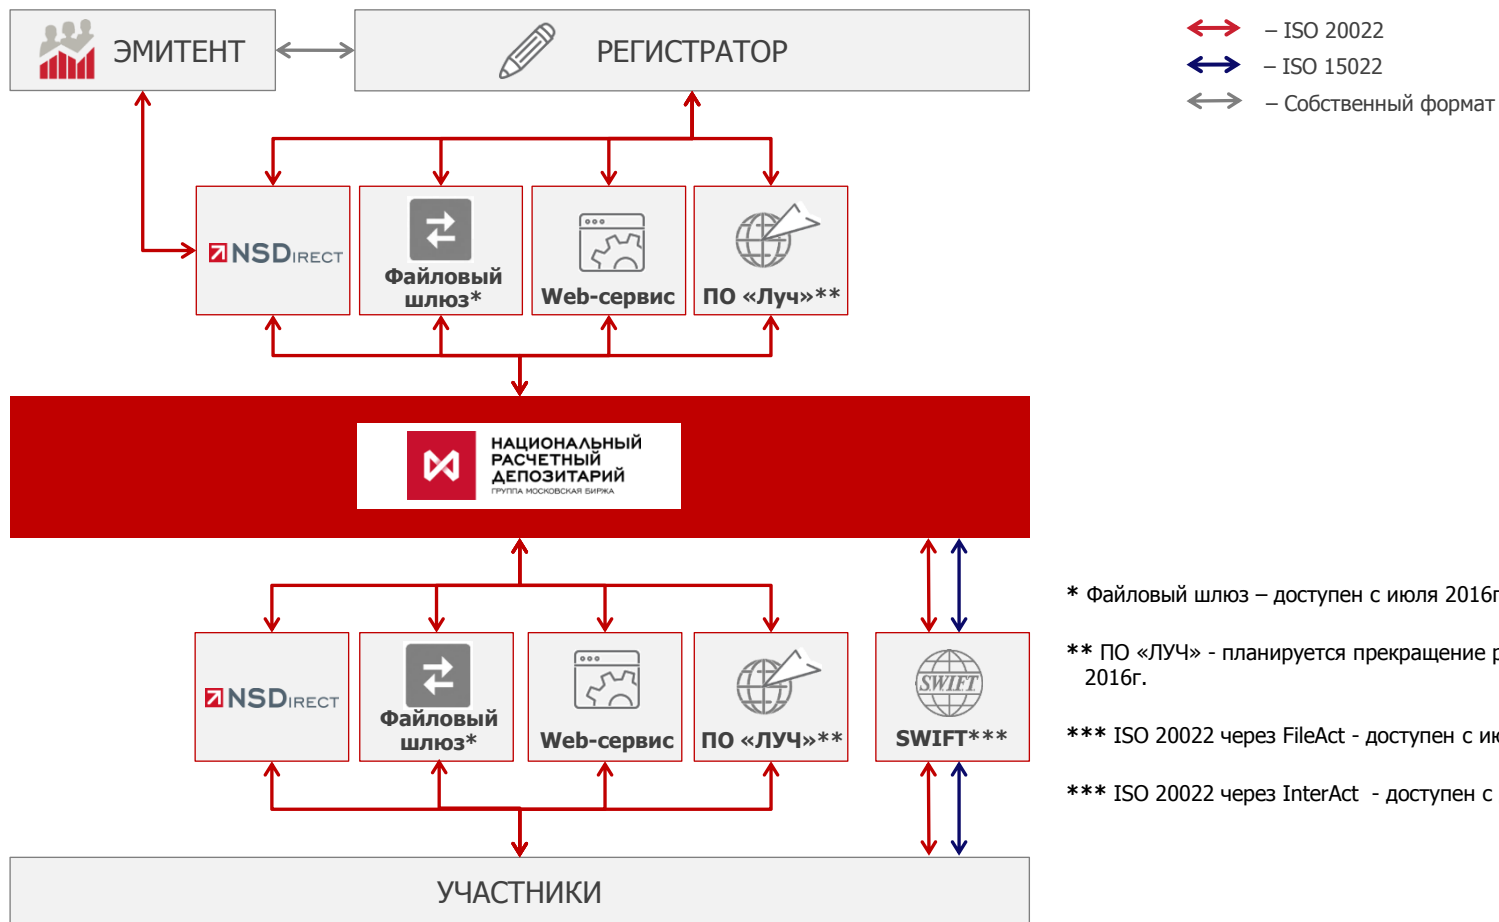 ЭМИТЕНТ
РЕГИСТРАТОР
– ISO 20022
– ISO 15022
– Собственный формат
NSDIRECT
Файловый
шлюз*
Web-сервис
ПО «Луч»**
НАЦИОНАЛЬНЫЙ
РАСЧЕТНЫЙ
ДЕПОЗИТАРИЙ
ГРУППА МОСКОВСКАЯ БИРЖА
* Файловый шлюз – доступен с июля 2016г
** ПО «ЛУЧ» - планируется прекращение
2016г.
*** ISO 20022 через FileAct - доступен с
*** ISO 20022 через InterAct - доступен с
NSDIRECT
Файловый
шлюз*
Web-сервис
ПО «ЛУЧ»**
SWIFT
SWIFT***
УЧАСТНИКИ